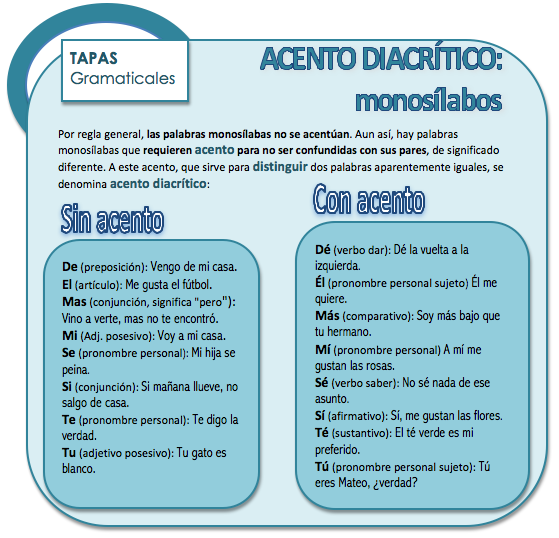 TAPAS
Gramaticales
ACENTO DIACRÍTICO:
monosílabos
Por regla general, las palabras monosílabas no se acentúan. Aun así, hay palabras
monosílabas que requieren acento para no ser confundidas con sus pares, de significado
diferente. A este acento, que sirve para distinguir dos palabras aparentemente iguales, se
denomina acento diacrítico:
Sin acento
De (preposición): Vengo de mi casa.
El (artículo): Me gusta el fútbol.
Mas (conjunción, significa "pero"):
Vino a verte, mas no te encontró.
Mi (Adj. posesivo): Voy a mi casa.
Se (pronombre personal): Mi hija se
peina.
Si (conjunción): Si mañana llueve, no
salgo de casa.
Te (pronombre personal): Te digo la
verdad.
Tu (adjetivo posesivo): Tu gato es
blanco.
Con acento
Dé (verbo dar): Dé la vuelta a la
izquierda.
Él (pronombre personal sujeto) Él me
quiere.
Más (comparativo): Soy más bajo que
tu hermano.
Mí (pronombre personal) A mí me
gustan las rosas.
Sé (verbo saber): No sé nada de ese
asunto.
Sí (afirmativo): Sí, me gustan las flores.
Té (sustantivo): El té verde es mi
preferido.
Tú (pronombre personal sujeto): Tú
eres Mateo, ¿verdad?